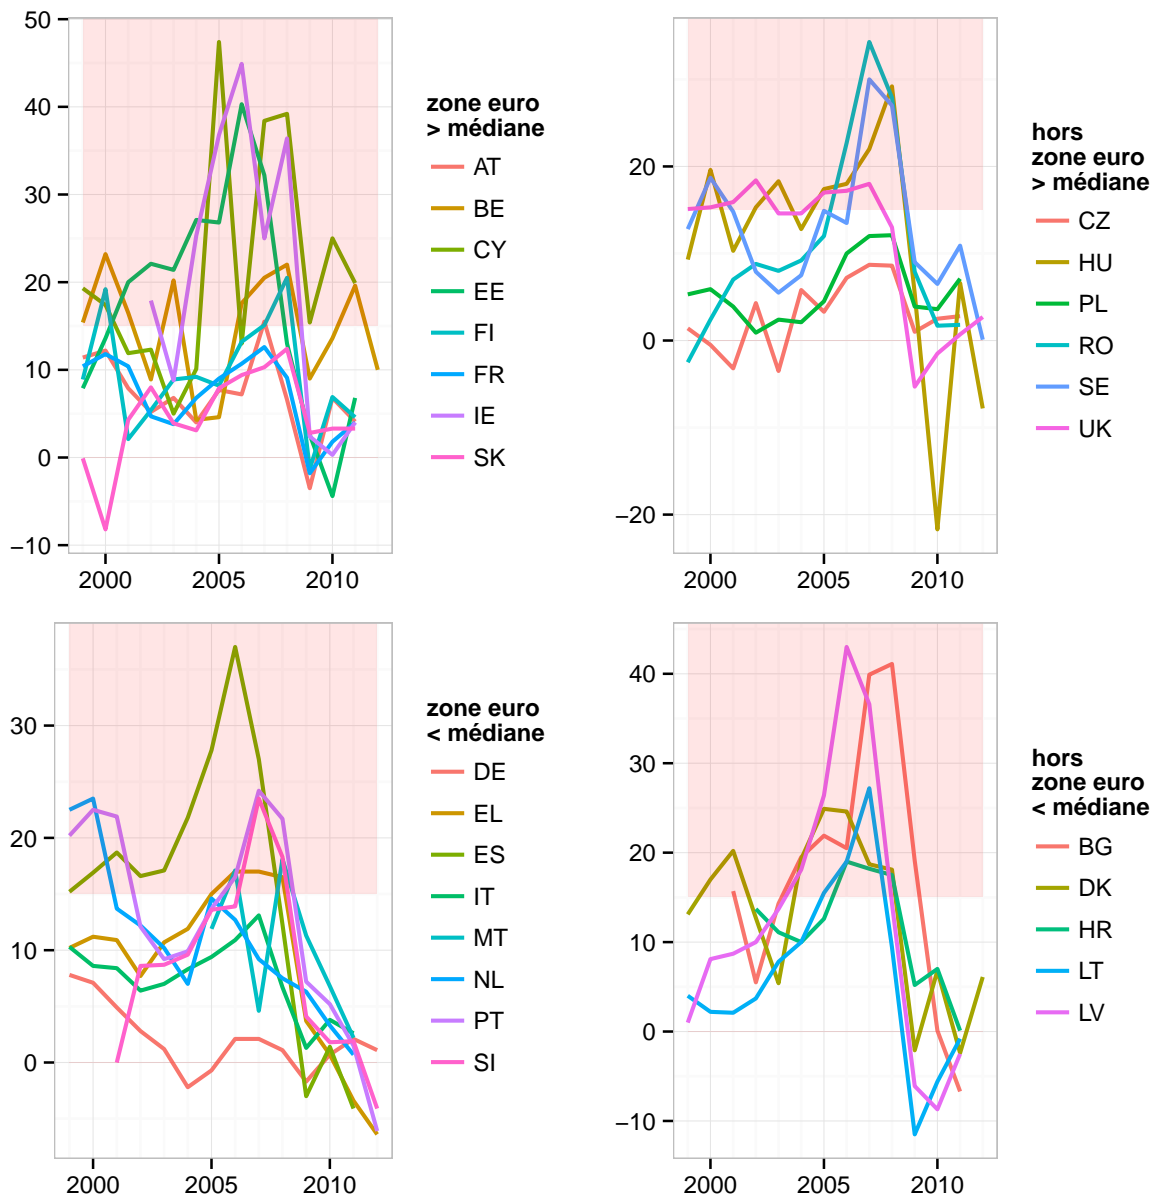 50
40
30
20
10
0
−10
2000 2005 2010
zone euro
> médiane
AT
BE
CY
EE
FI
FR
IE
SK
20
0
−20
2000 2005 2010
hors
zone euro
> médiane
CZ
HU
PL
RO
SE
UK
30
20
10
0
2000 2005 2010
zone euro
< médiane
DE
EL
ES
IT
MT
NL
PT
SI
40
30
20
10
0
−10
2000 2005 2010
hors
zone euro
< médiane
BG
DK
HR
LT
LV